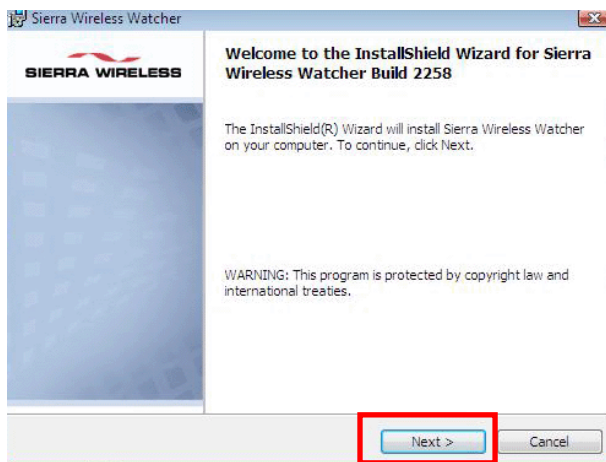 Sierra Wireless Watcher
SIERRA WIRELESS
Welcome to the InstallShield Wizard for Sierra
Wireless Watcher Build 2258
The InstallShield(R) Wizard will install Sierra Wireless Watcher
on your computer. To continue, click Next.
WARNING: This program is protected by copyright law and
international treaties.
Next >
Cancel